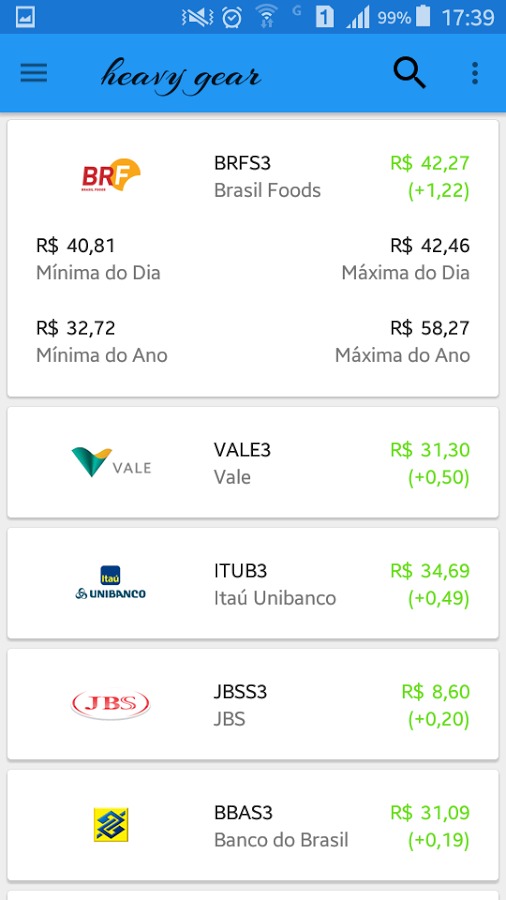 G 1 99% 17:39
heavy gear
BRF
BRASIL FOODS
BRFS3
R$ 42,27
Brasil Foods
(+1,22)
R$ 40,81
R$ 42,46
Mínima do Dia
Máxima do Dia
R$ 32,72
R$ 58,27
Mínima do Ano
Máxima do Ano
VALE
VALE3
R$ 31,30
Vale
(+0,50)
Itaú
UNIBANCO
ITUB3
R$ 34,69
Itaú Unibanco
(+0,49)
JBS
JBSS3
R$ 8,60
JBS
(+0,20)
BBAS3
R$ 31,09
Banco do Brasil
(+0,19)